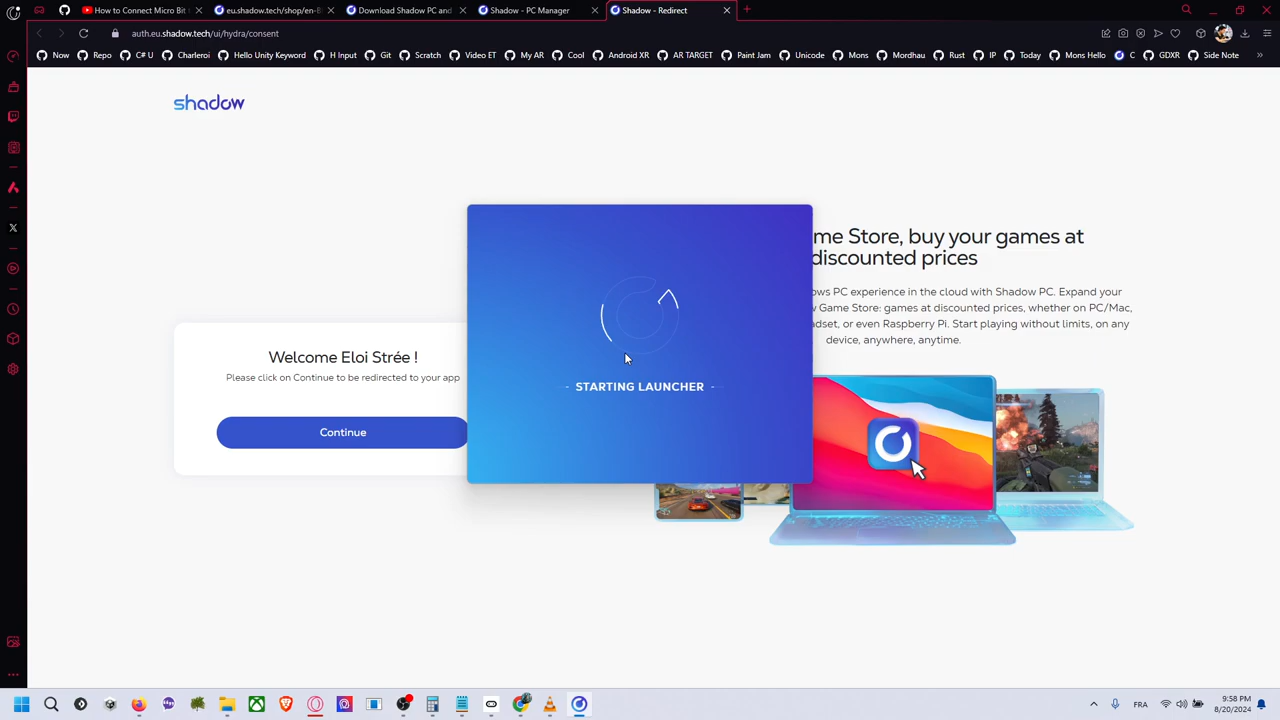 How to Connect Micro Bit
eu.shadow.tech/shop/en-B
Download Shadow PC and
Shadow - PC Manager
Shadow - Redirect
auth.eu.shadow.tech/ui/hydra/consent
Now
Repo
C# U
Charleroi
Hello Unity Keyword
H Input
Git
Scratch
Video ET
My AR
Cool
Android XR
AR TARGET
Paint Jam
Unicode
Mons
Mordhau
Rust
IP
Today
Mons Hello
C
GDXR
Side Note
shadow
me Store, buy your games at
discounted prices
ows PC experience in the cloud with Shadow PC. Expand your
w Game Store: games at discounted prices, whether on PC/Mac,
dset, or even Raspberry Pi. Start playing without limits, on any
device, anywhere, anytime.
Welcome Eloi Strée !
Please click on Continue to be redirected to your app
Continue
- STARTING LAUNCHER -
FRA
9:58 PM
8/20/2024